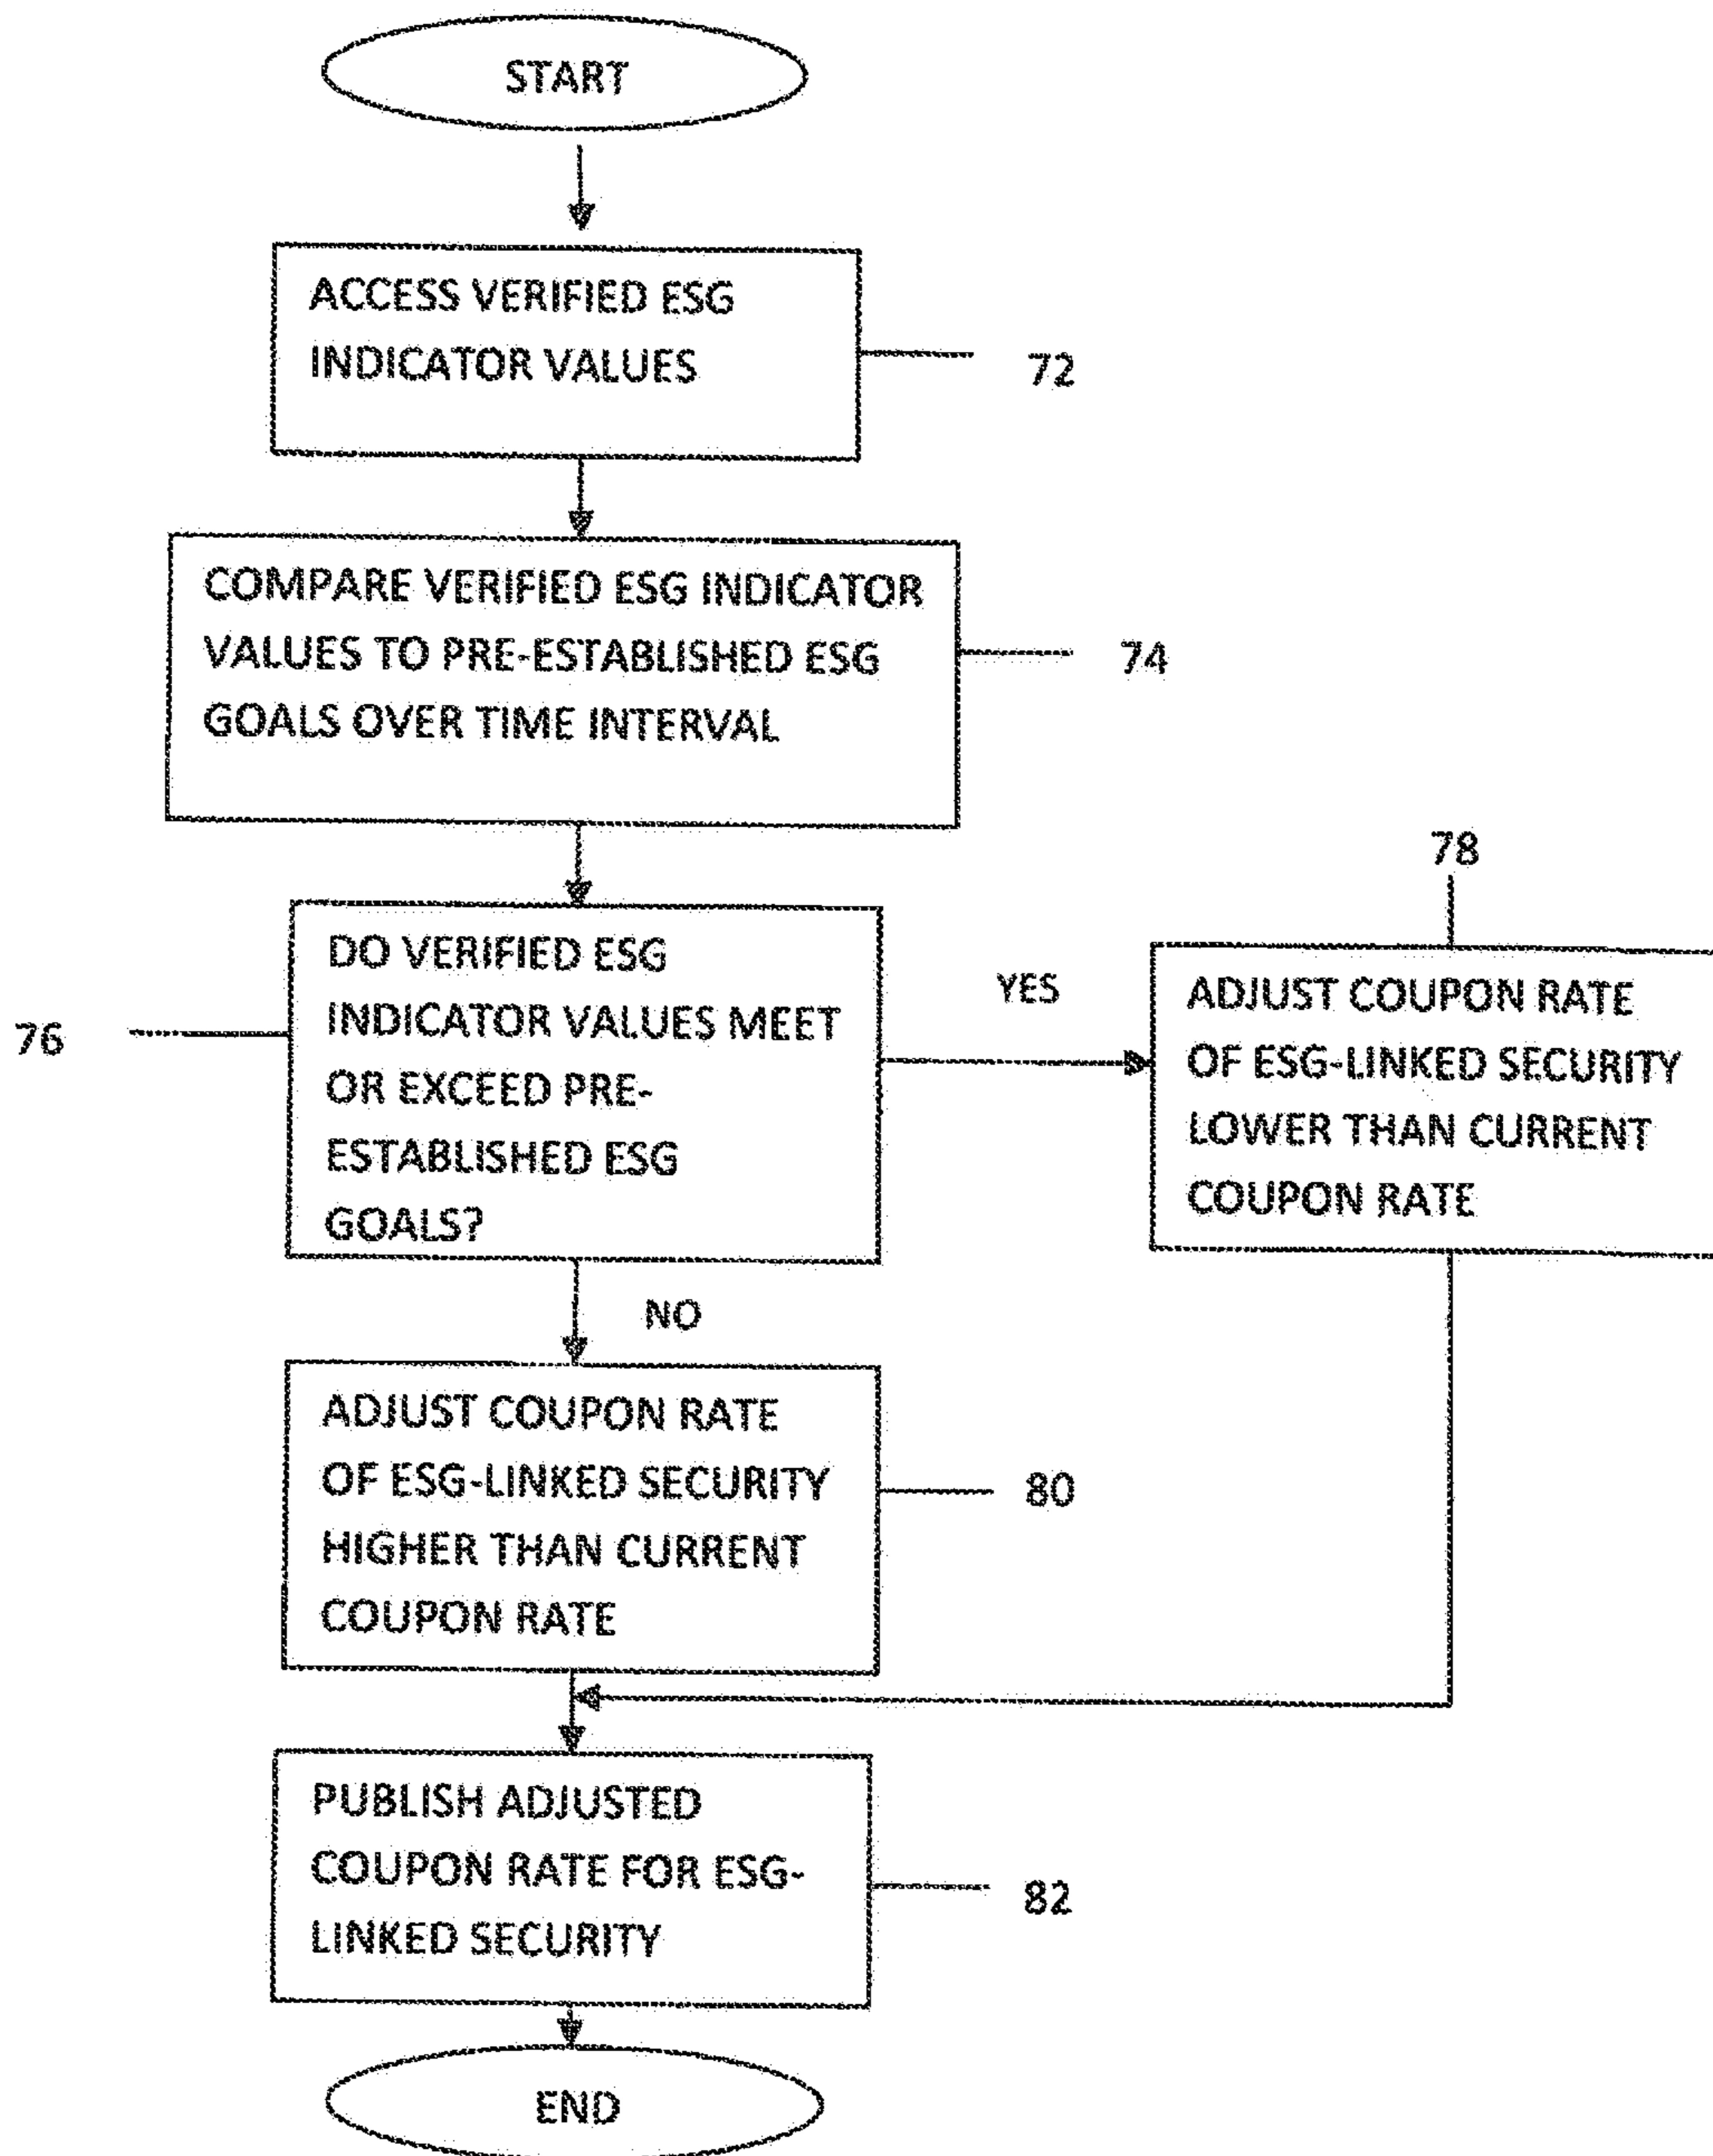 START
ACCESS VERIFIED ESG
INDICATOR VALUES
72
COMPARE VERIFIED ESG INDICATOR
VALUES TO PRE-ESTABLISHED ESG
GOALS OVER TIME INTERVAL
74
DO VERIFIED ESG
INDICATOR VALUES MEET
OR EXCEED PRE-
ESTABLISHED ESG
GOALS?
76
YES
78
ADJUST COUPON RATE
OF ESG-LINKED SECURITY
LOWER THAN CURRENT
COUPON RATE
NO
ADJUST COUPON RATE
OF ESG-LINKED SECURITY
HIGHER THAN CURRENT
COUPON RATE
80
PUBLISH ADJUSTED
COUPON RATE FOR ESG-
LINKED SECURITY
82
END